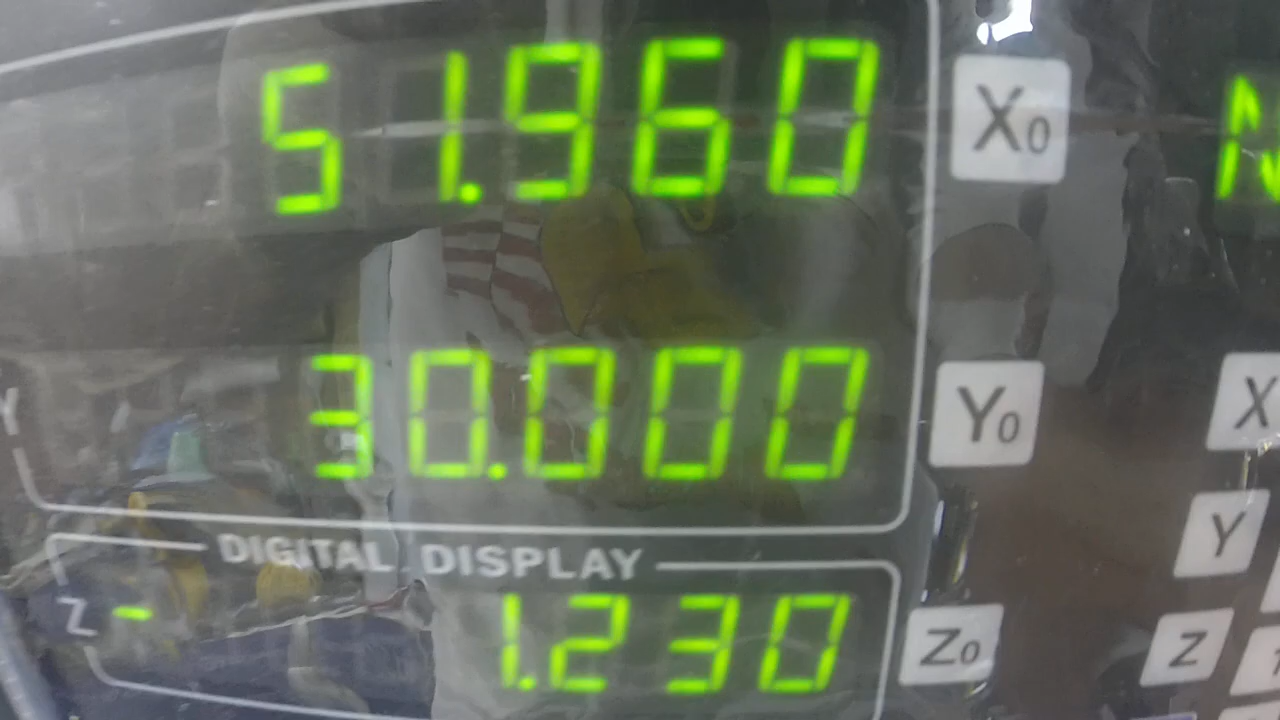 51.960 X0 N
30.000 Y0 X
Y
DIGITAL DISPLAY
Y
Z -1.230 Z0 Z